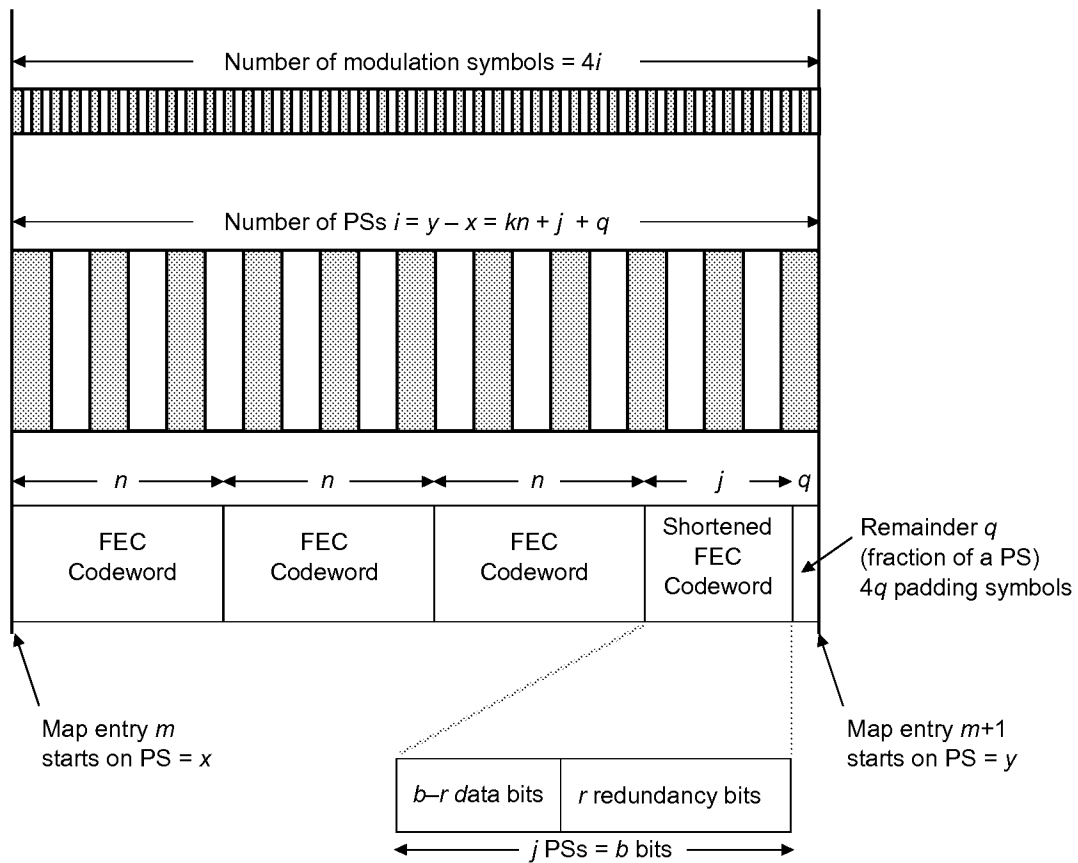 Number of modulation symbols = 4i
Number of PSs i = y – x = kn + j + q
n
n
n
j
q
FEC
Codeword
FEC
Codeword
FEC
Codeword
Shortened
FEC
Codeword
Remainder q
(fraction of a PS)
4q padding symbols
Map entry m
starts on PS = x
Map entry m+1
starts on PS = y
b–r data bits
r redundancy bits
j PSs = b bits